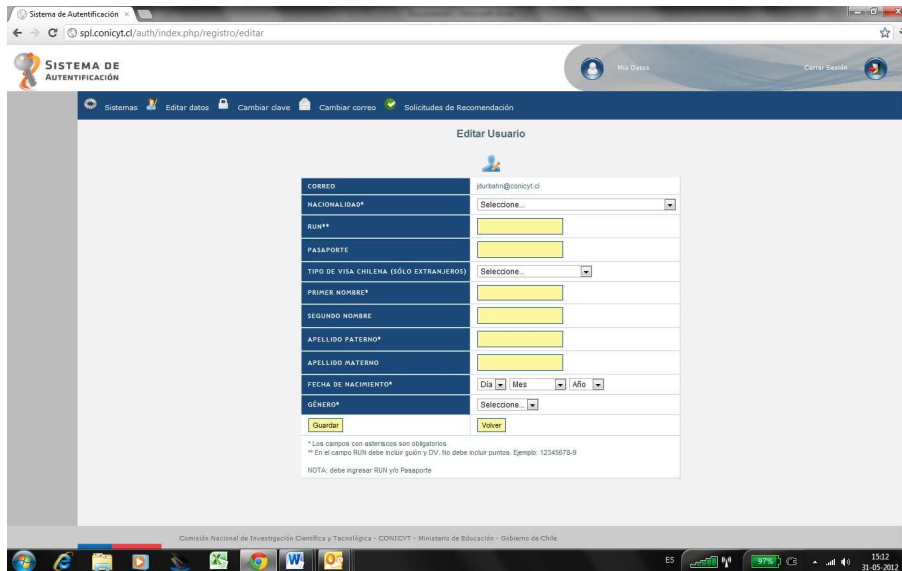 Sistema de Autentificación
spl.conicyt.cl/auth/index.php/registro/editar
SISTEMA DE
AUTENTIFICACIÓN
Mis Datos
Cerrar Sesión
Sistemas Editar datos Cambiar clave Cambiar correo Solicitudes de Recomendación
Editar Usuario
CORREO jdurbahn@conicyt.cl
NACIONALIDAD* Seleccione...
RUN**
PASAPORTE
TIPO DE VISA CHILENA (SÓLO EXTRANJEROS) Seleccione...
PRIMER NOMBRE*
SEGUNDO NOMBRE
APELLIDO PATERNO*
APELLIDO MATERNO
FECHA DE NACIMIENTO* Día Mes Año
GÉNERO* Seleccione...
Guardar Volver
* Los campos con asteriscos son obligatorios
** En el campo RUN debe incluir guión y DV. No debe incluir puntos. Ejemplo: 12345678-9
NOTA: debe ingresar RUN y/o Pasaporte
Comisión Nacional de Investigación Científica y Tecnológica - CONICYT - Ministerio de Educación - Gobierno de Chile
ES 97% 15:12
31-05-2012